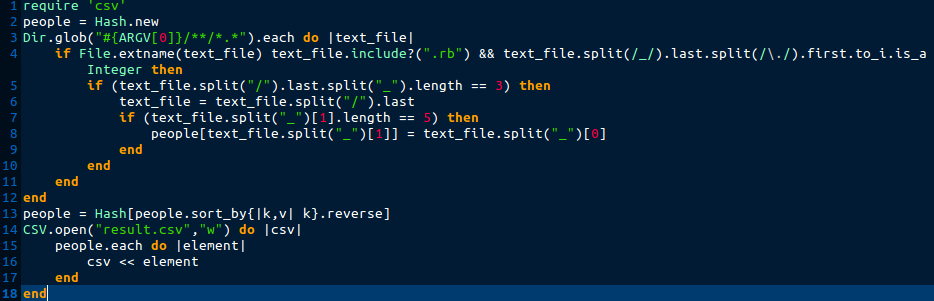 1 require 'csv'
2 people = Hash.new
3 Dir.glob("#{ARGV[0]}/**/*.*").each do |text_file|
4     if File.extname(text_file) text_file.include?(".rb") && text_file.split(/_/).last.split(/\./).first.to_i.is_a
        Integer then
5         if (text_file.split("/").last.split("_").length == 3) then
6             text_file = text_file.split("/").last
7             if (text_file.split("_")[1].length == 5) then
8                 people[text_file.split("_")[1]] = text_file.split("_")[0]
9             end
10         end
11     end
12 end
13 people = Hash[people.sort_by{|k,v| k}.reverse]
14 CSV.open("result.csv","w") do |csv|
15     people.each do |element|
16         csv << element
17     end
18 end